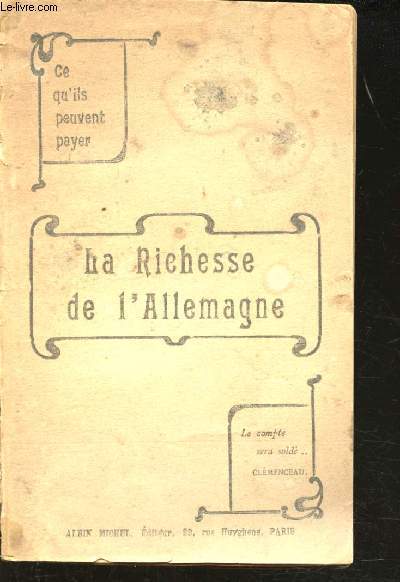 Le-livre.com
Ce
qu'ils
peuvent
payer
La Richesse
de l'Allemagne
Le compte
sera soldé ..
CLÉMENCEAU.
ALBIN MICHEL, Éditeur, 22, rue Huyghens, PARIS